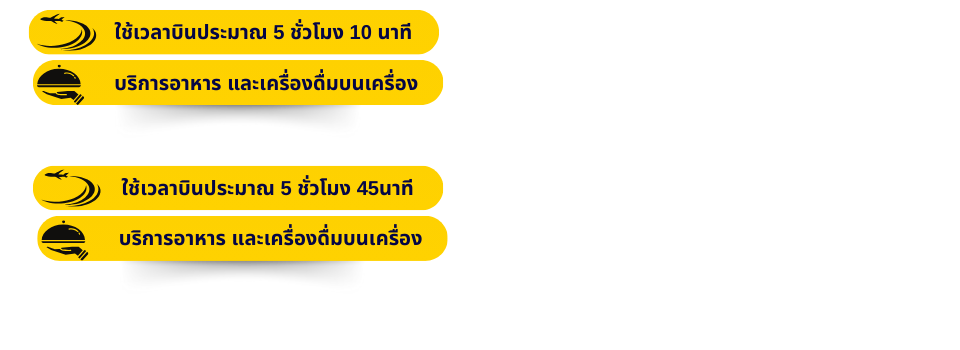 ใช้เวลาบินประมาณ 5 ชั่วโมง 10 นาที
บริการอาหาร และเครื่องดื่มบนเครื่อง
ใช้เวลาบินประมาณ 5 ชั่วโมง 45นาที
บริการอาหาร และเครื่องดื่มบนเครื่อง